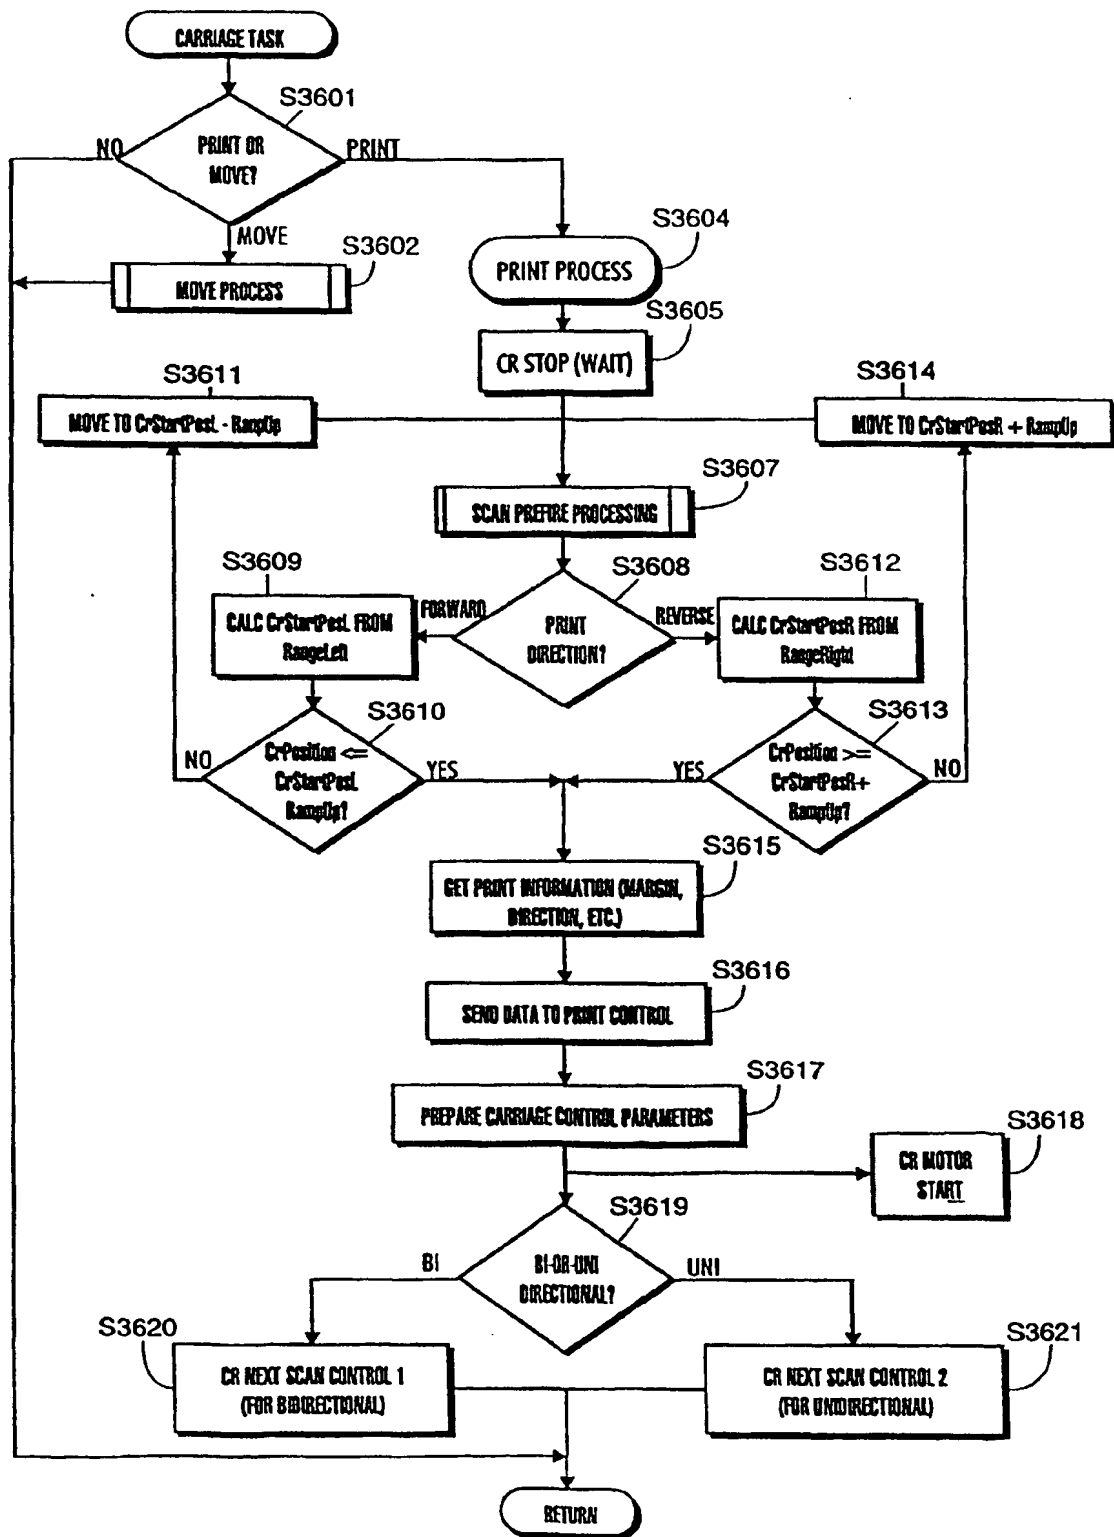 CARRIAGE TASK
S3601
NO
PRINT OR
MOVE?
PRINT
MOVE
S3602
MOVE PROCESS
S3604
PRINT PROCESS
S3605
CR STOP (WAIT)
S3611
MOVE TO CrStartPosL - RampUp
S3614
MOVE TO CrStartPosR + RampUp
S3607
SCAN PREFIRE PROCESSING
S3609
CALC CrStartPosL FROM
RangeLeft
FORWARD
S3608
PRINT
DIRECTION?
REVERSE
S3612
CALC CrStartPosR FROM
RangeRight
S3610
NO
CrPosition <=
CrStartPosL
RampUp?
YES
S3613
YES
CrPosition >=
CrStartPosR+
RampUp?
NO
S3615
GET PRINT INFORMATION (MARGIN,
DIRECTION, ETC.)
S3616
SEND DATA TO PRINT CONTROL
S3617
PREPARE CARRIAGE CONTROL PARAMETERS
S3618
CR MOTOR
START
S3619
BI
BI-OR-UNI
DIRECTIONAL?
UNI
S3620
CR NEXT SCAN CONTROL 1
(FOR BIDIRECTIONAL)
S3621
CR NEXT SCAN CONTROL 2
(FOR UNIDIRECTIONAL)
RETURN